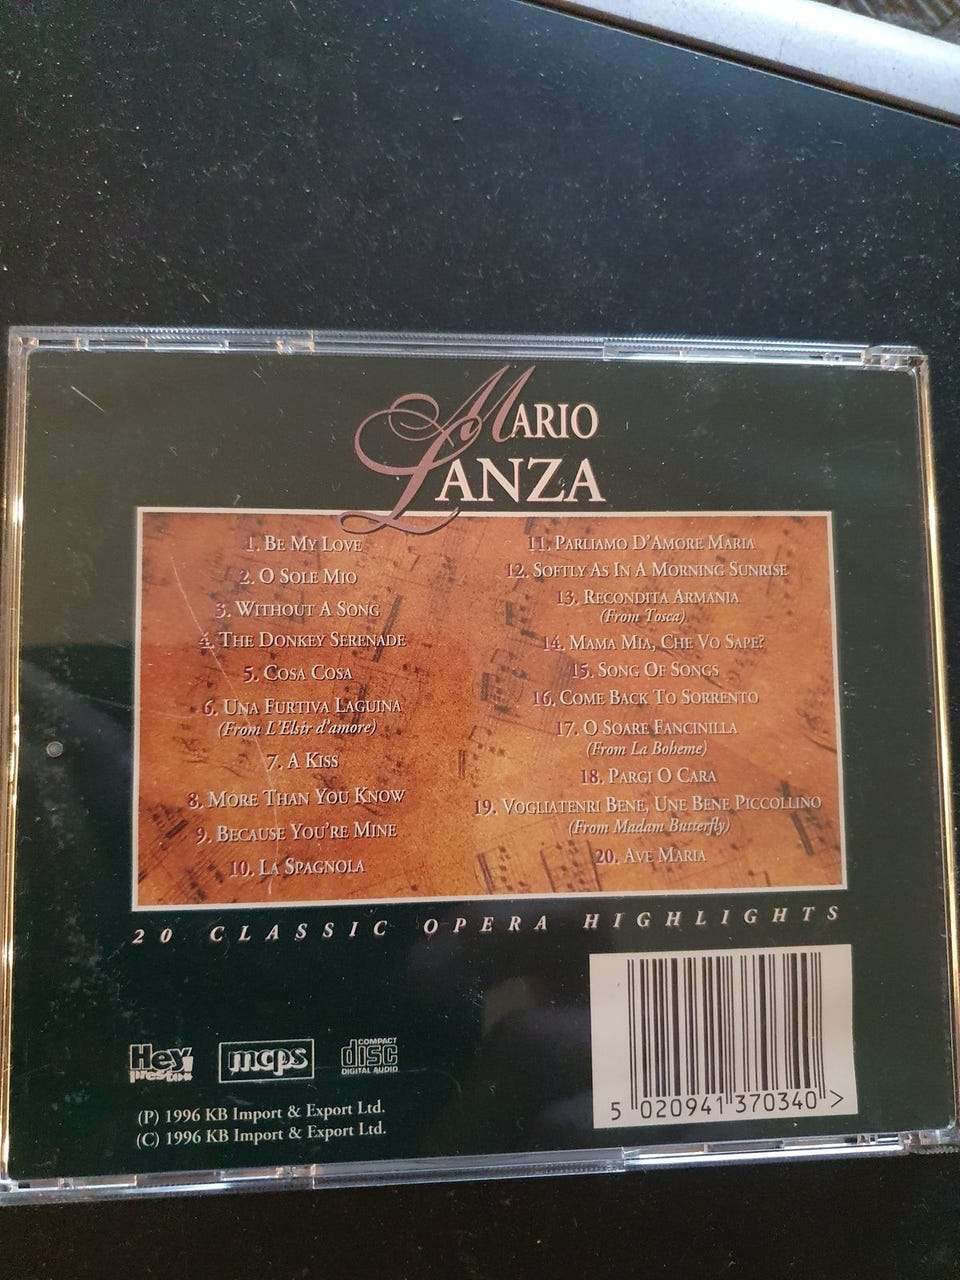 MARIO
LANZA
1. BE MY LOVE
2. O SOLE MIO
3. WITHOUT A SONG
4. THE DONKEY SERENADE
5. COSA COSA
6. UNA FURTIVA LAGUINA
(From L'Elsir d'amore)
7. A KISS
8. MORE THAN YOU KNOW
9. BECAUSE YOU'RE MINE
10. LA SPAGNOLA
11. PARLIAMO D'AMORE MARIA
12. SOFTLY AS IN A MORNING SUNRISE
13. RECONDITA ARMANIA
(From Tosca)
14. MAMA MIA, CHE VO SAPE?
15. SONG OF SONGS
16. COME BACK TO SORRENTO
17. O SOARE FANCINILLA
(From La Boheme)
18. PARGI O CARA
19. VOGLIATENRI BENE, UNE BENE PICCOLLINO
(From Madam Butterfly)
20. AVE MARIA
20 CLASSIC OPERA HIGHLIGHTS
Hey
presto!
mcps
COMPACT
disc
DIGITAL AUDIO
(P) 1996 KB Import & Export Ltd.
(C) 1996 KB Import & Export Ltd.
5 020941 370340 >